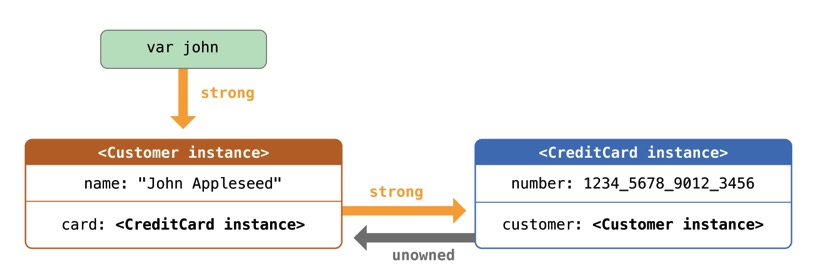 var john
strong
<Customer instance>
name: "John Appleseed"
card: <CreditCard instance>
strong
unowned
<CreditCard instance>
number: 1234_5678_9012_3456
customer: <Customer instance>